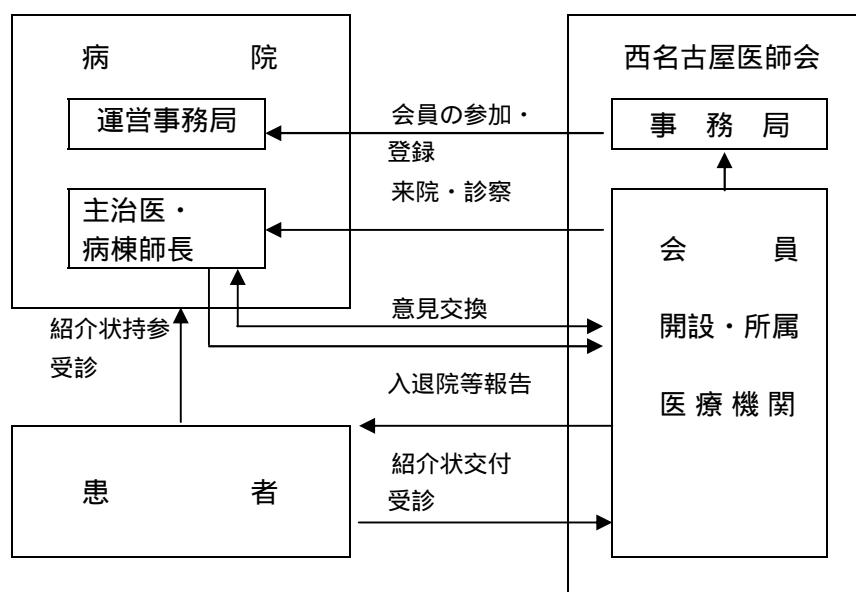 病院
西名古屋医師会
運営事務局
会員の参加・
登録
事務局
主治医・
病棟師長
来院・診察
会員
開設・所属
医療機関
意見交換
紹介状持参
受診
入退院等報告
患者
紹介状交付
受診